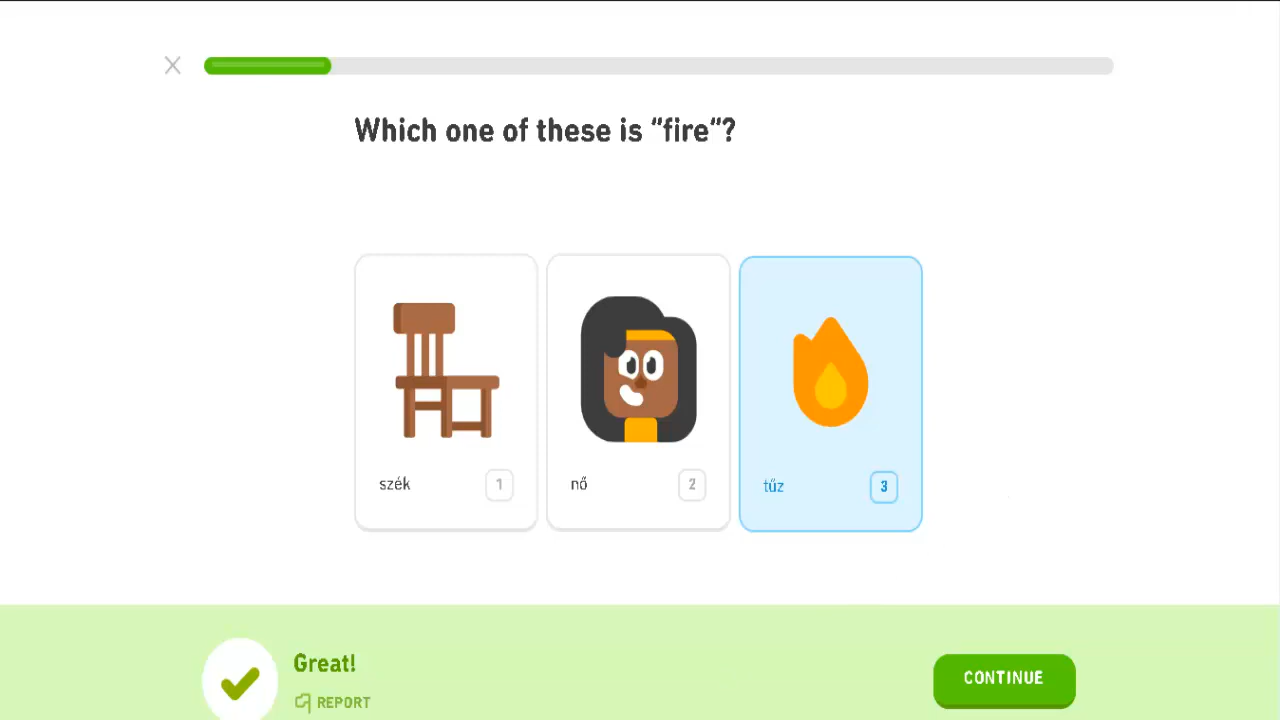 Which one of these is “fire”?
szék 1
nő 2
tűz 3
Great!
REPORT
CONTINUE